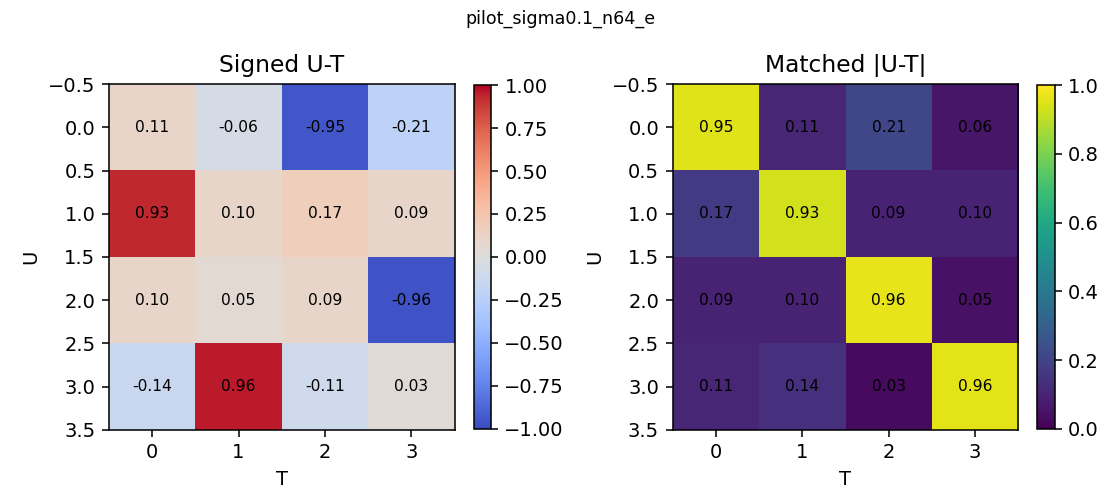 pilot_sigma0.1_n64_e
Signed U-T
−0.5
0.0
0.5
1.0
1.5
2.0
2.5
3.0
3.5
U
0.11 -0.06 -0.95 -0.21
0.93 0.10 0.17 0.09
0.10 0.05 0.09 -0.96
-0.14 0.96 -0.11 0.03
0 1 2 3
T
1.00
0.75
0.50
0.25
0.00
−0.25
−0.50
−0.75
−1.00
Matched |U-T|
−0.5
0.0
0.5
1.0
1.5
2.0
2.5
3.0
3.5
U
0.95 0.11 0.21 0.06
0.17 0.93 0.09 0.10
0.09 0.10 0.96 0.05
0.11 0.14 0.03 0.96
0 1 2 3
T
1.0
0.8
0.6
0.4
0.2
0.0